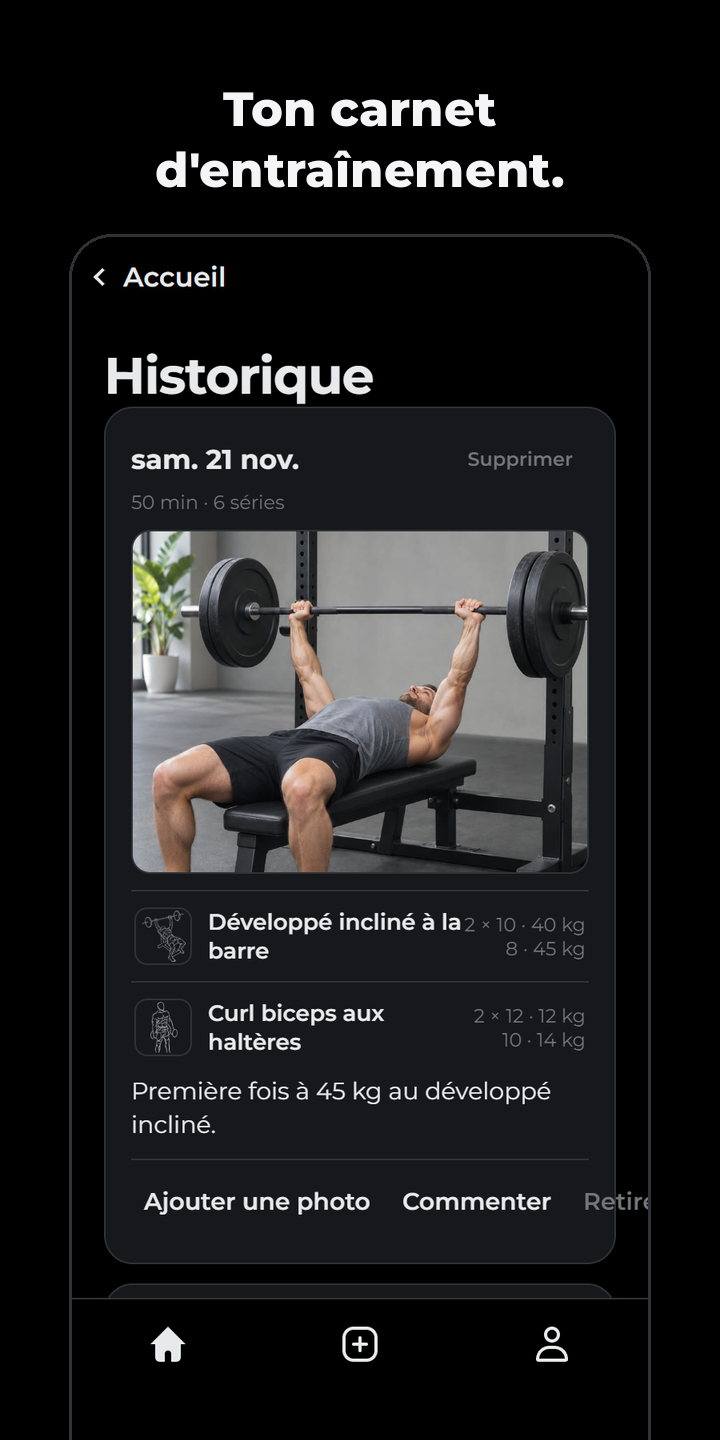 Ton carnet
d'entraînement.
Accueil
Historique
sam. 21 nov.
Supprimer
50 min · 6 séries
Développé incliné à la
barre
2 × 10 · 40 kg
8 · 45 kg
Curl biceps aux
haltères
2 × 12 · 12 kg
10 · 14 kg
Première fois à 45 kg au développé
incliné.
Ajouter une photo
Commenter